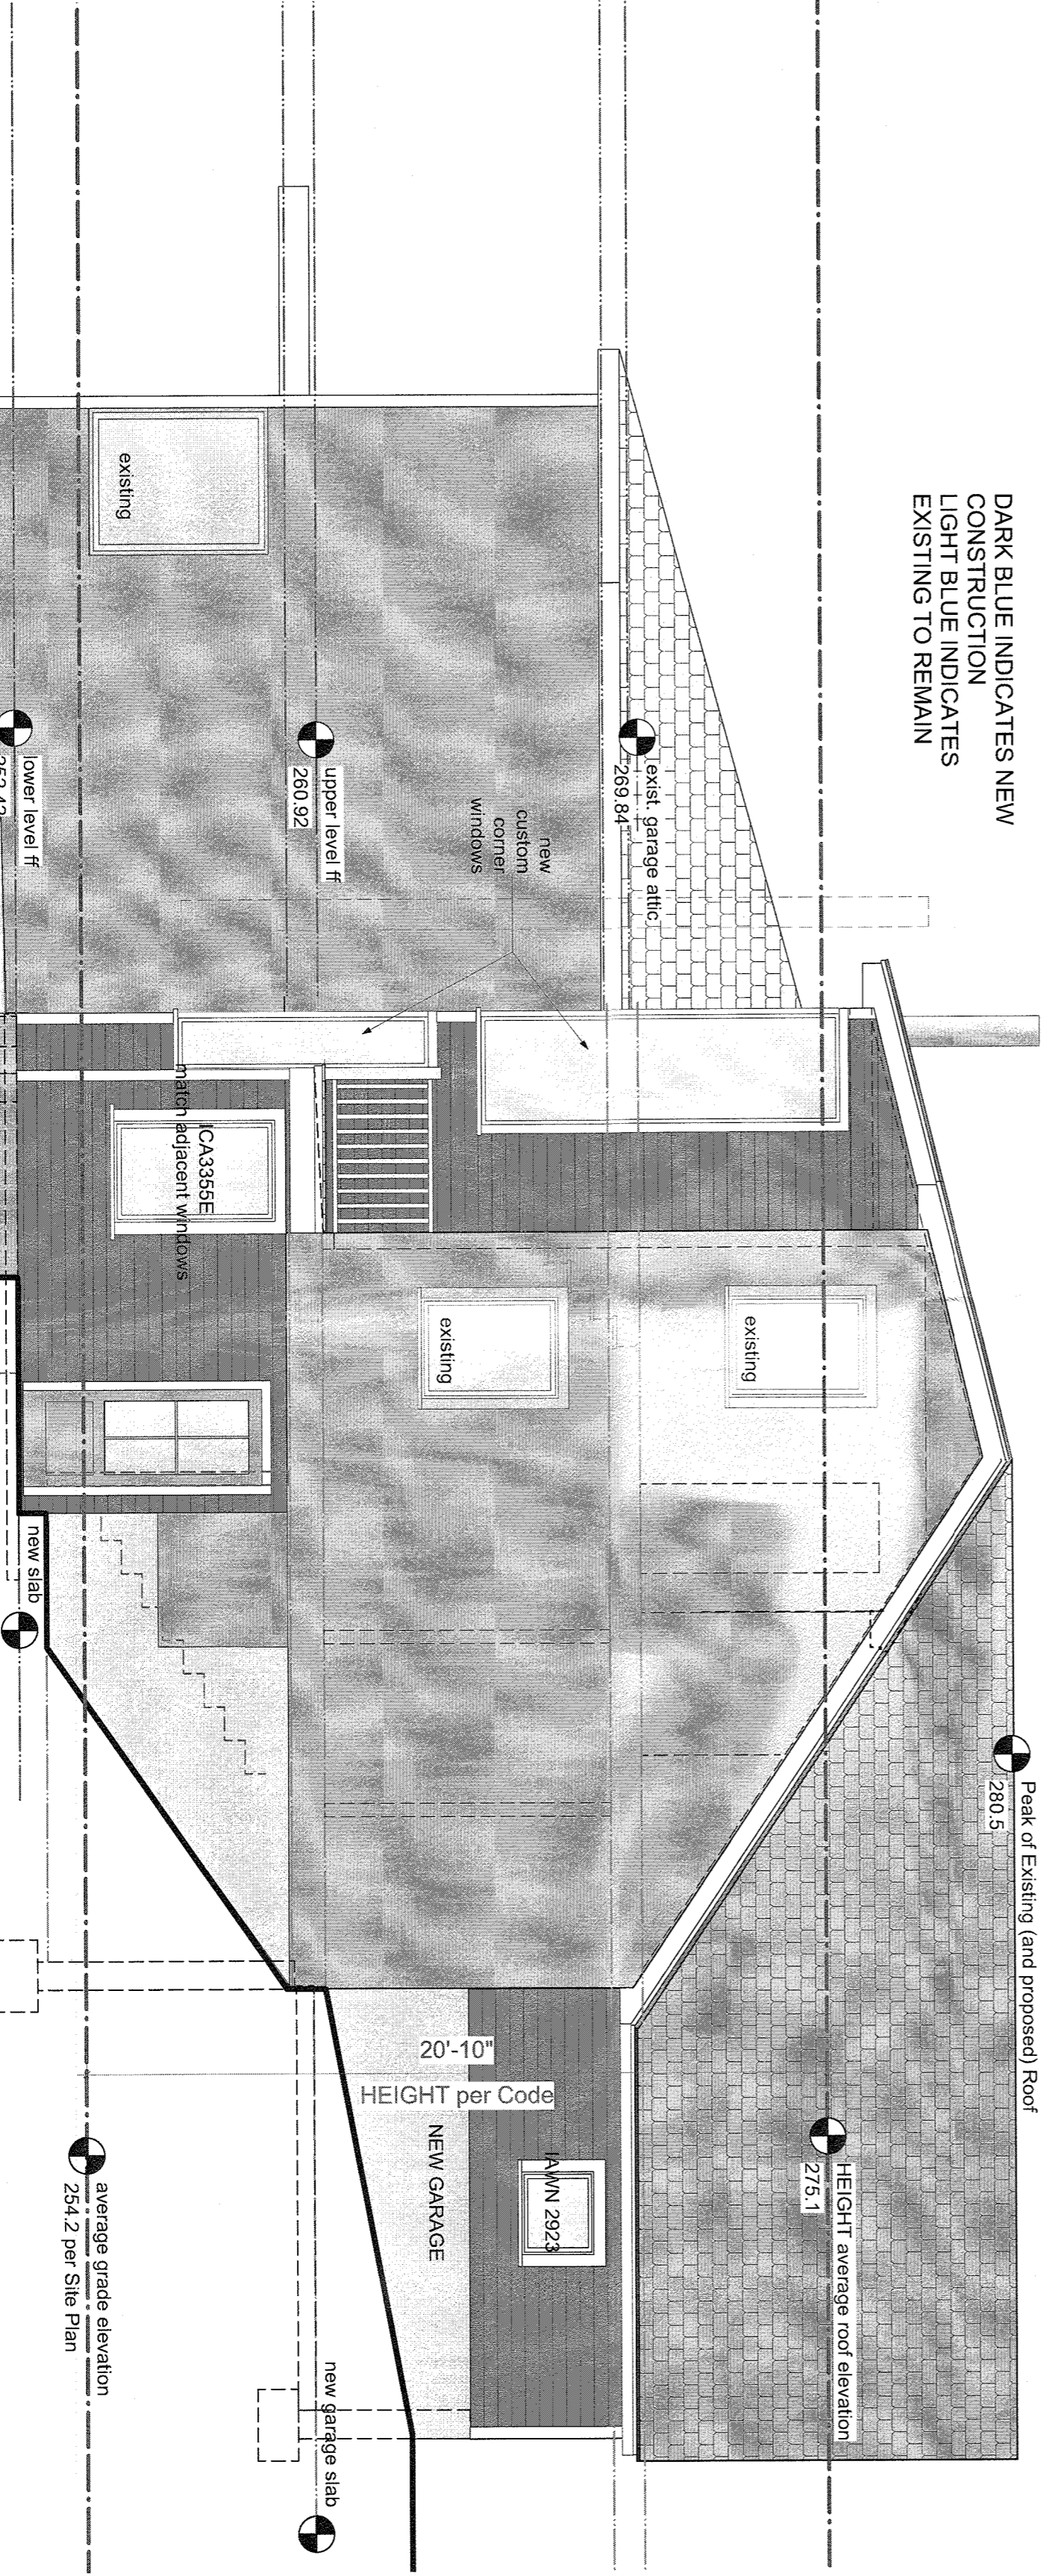 DARK BLUE INDICATES NEW
CONSTRUCTION
LIGHT BLUE INDICATES
EXISTING TO REMAIN
Peak of Existing (and proposed) Roof
280.5
HEIGHT average roof elevation
275.1
exist. garage attic
269.84
existing
existing
new
custom
corner
windows
IAWN 2923
20'-10"
HEIGHT per Code
NEW GARAGE
upper level ff
260.92
new garage slab
ICA3355E
match adjacent windows
existing
average grade elevation
254.2 per Site Plan
lower level ff
new slab